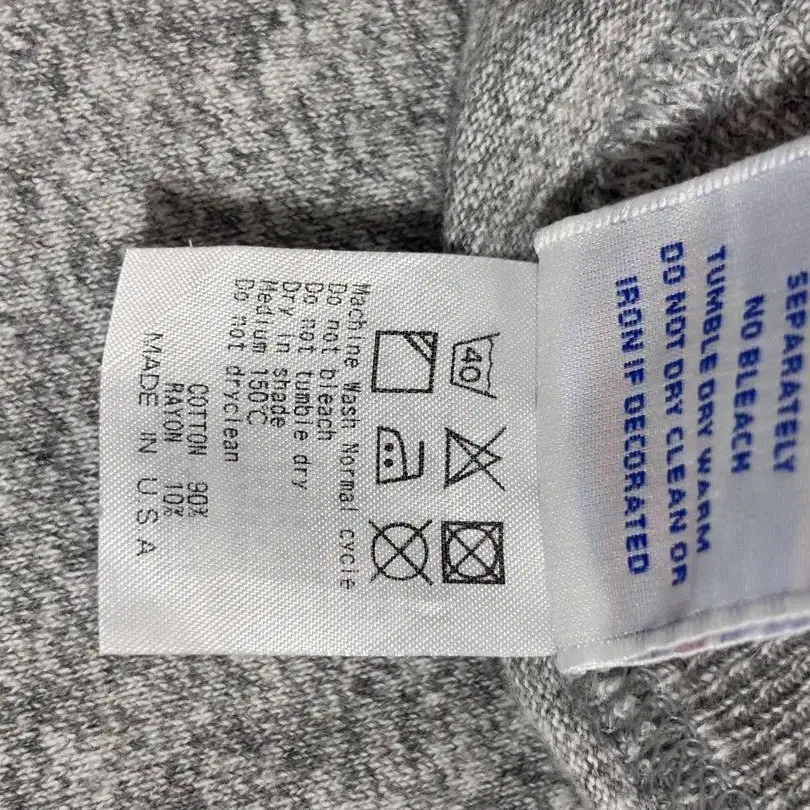 SEPARATELY
NO BLEACH
TUMBLE DRY WARM
DO NOT DRY CLEAN OR
IRON IF DECORATED
40
Machine Wash Normal cycle
Do not bleach
Do not tumble dry
Dry in shade
Medium 150℃
Do not dryclean
COTTON 90%
RAYON 10%
MADE IN U S A